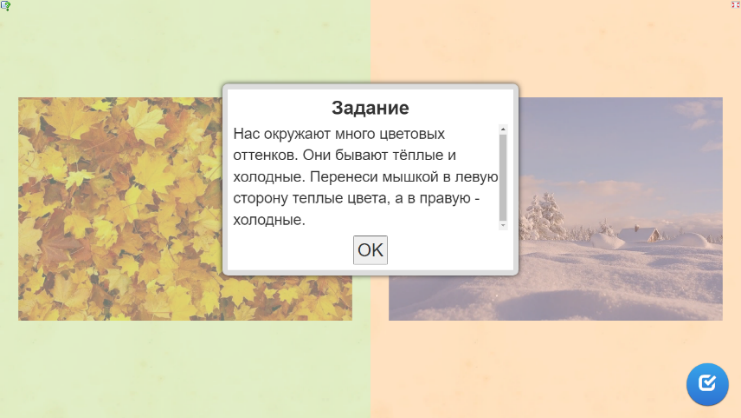 Задание
Нас окружают много цветовых
оттенков. Они бывают тёплые и
холодные. Перенеси мышкой в левую
сторону теплые цвета, а в правую -
холодные.
OK